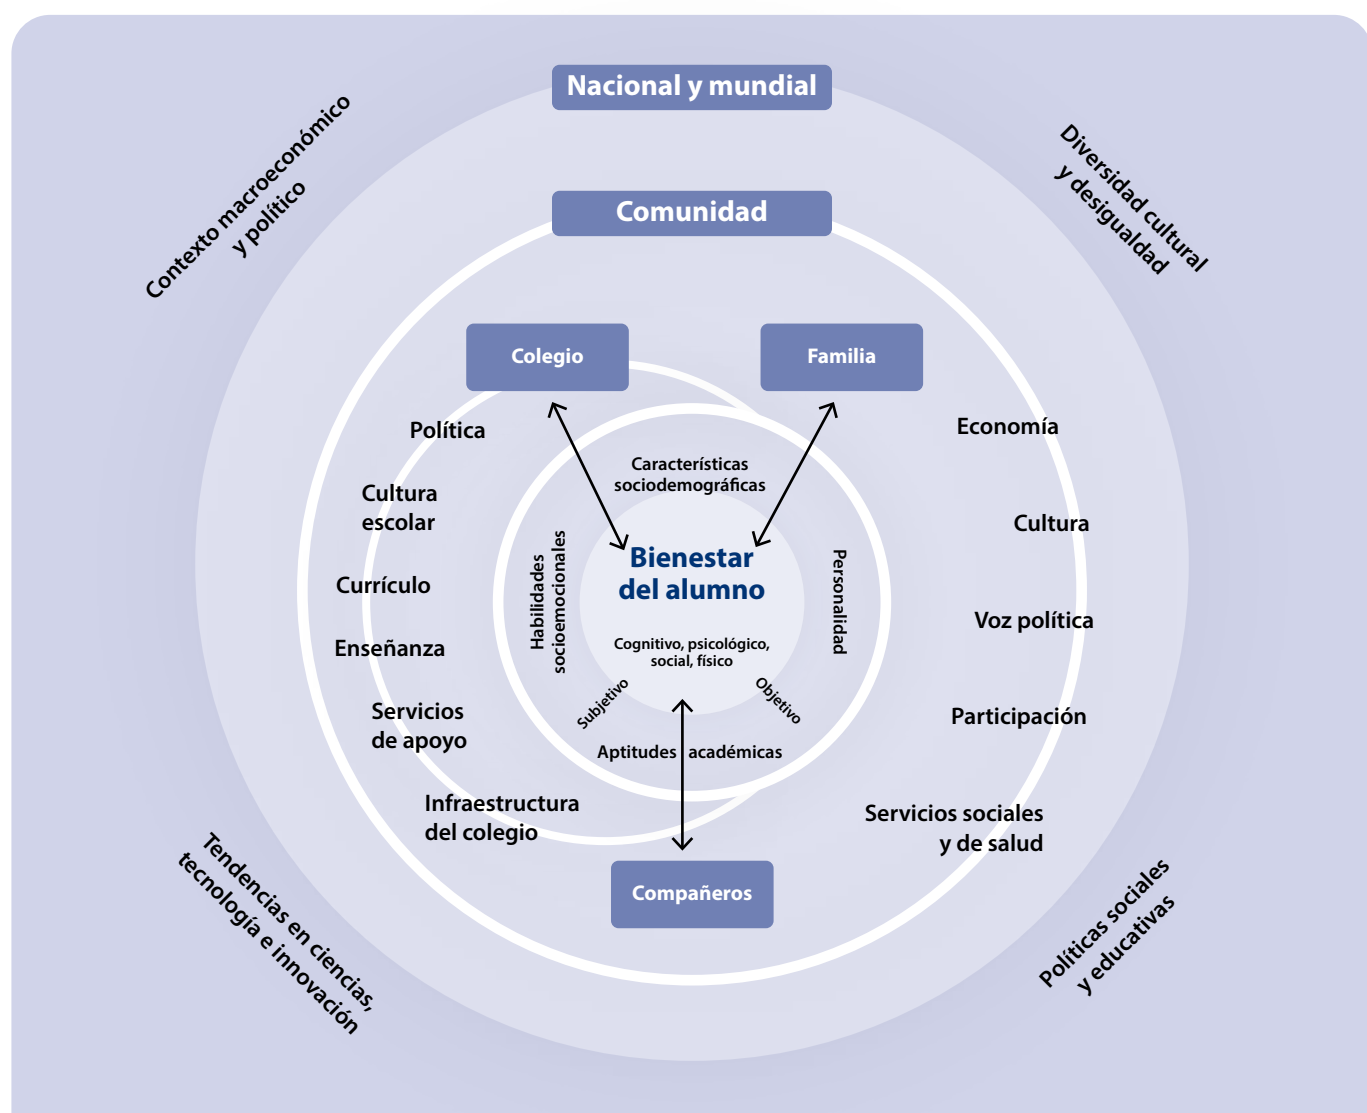 Nacional y mundial
Contexto macroeconómico
y político
Diversidad cultural
y desigualdad
Comunidad
Colegio
Familia
Política
Cultura
escolar
Currículo
Enseñanza
Servicios
de apoyo
Infraestructura
del colegio
Características
sociodemográficas
Habilidades
socioemocionales
Bienestar
del alumno
Cognitivo, psicológico,
social, físico
Subjetivo
Objetivo
Personalidad
Aptitudes académicas
Compañeros
Economía
Cultura
Voz política
Participación
Servicios sociales
y de salud
Tendencias en ciencias,
tecnología e innovación
Políticas sociales
y educativas